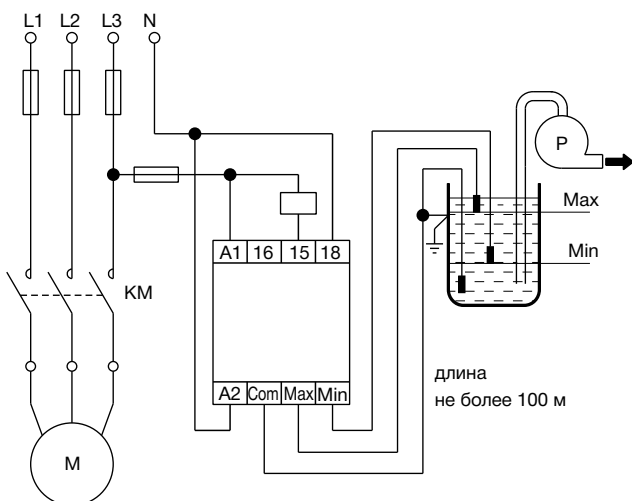 L1 L2 L3 N
P
Max
Min
A1 16 15 18
KM
A2 Com Max Min
длина
не более 100 м
M